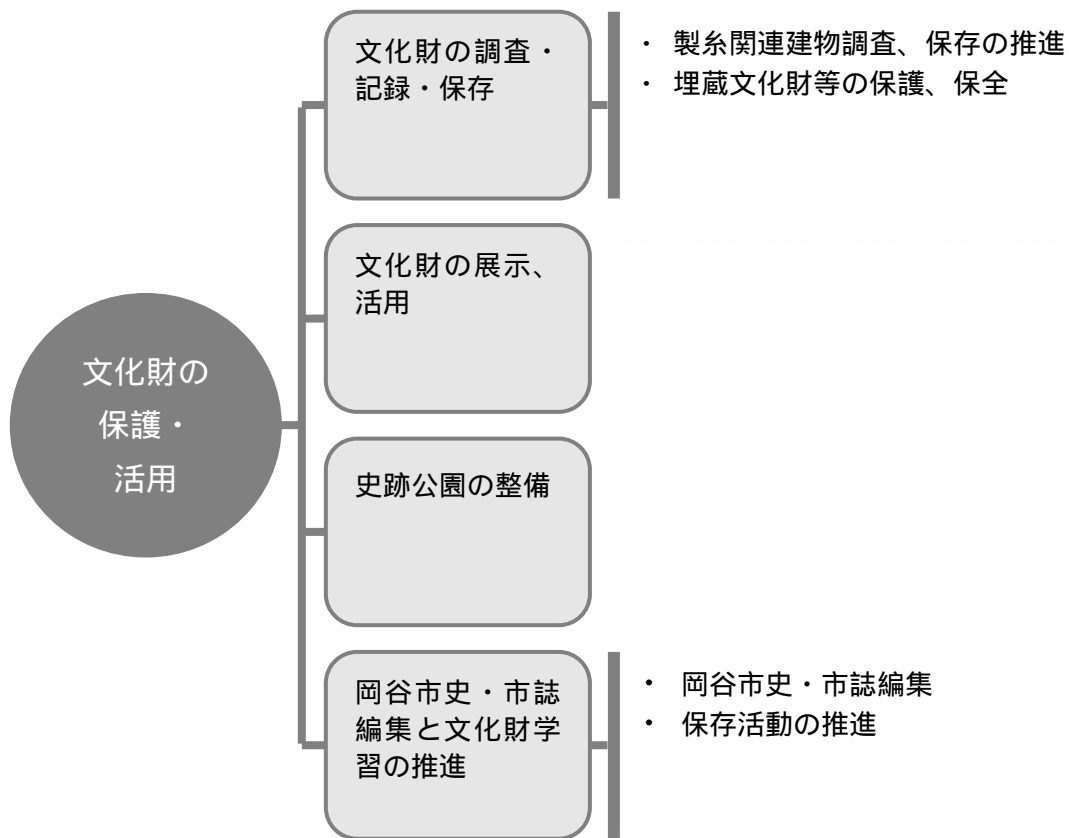 文化財の
保護・
活用
文化財の調査・
記録・保存
・ 製糸関連建物調査、保存の推進
・ 埋蔵文化財等の保護、保全
文化財の展示、
活用
史跡公園の整備
岡谷市史・市誌
編集と文化財学
習の推進
・ 岡谷市史・市誌編集
・ 保存活動の推進